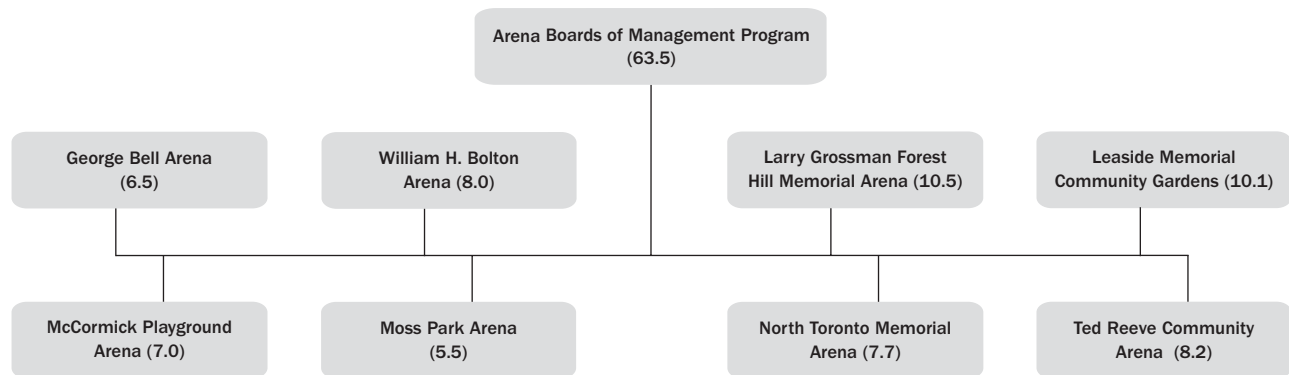 Arena Boards of Management Program
(63.5)
George Bell Arena
(6.5)
William H. Bolton
Arena (8.0)
Larry Grossman Forest
Hill Memorial Arena (10.5)
Leaside Memorial
Community Gardens (10.1)
McCormick Playground
Arena (7.0)
Moss Park Arena
(5.5)
North Toronto Memorial
Arena (7.7)
Ted Reeve Community
Arena (8.2)